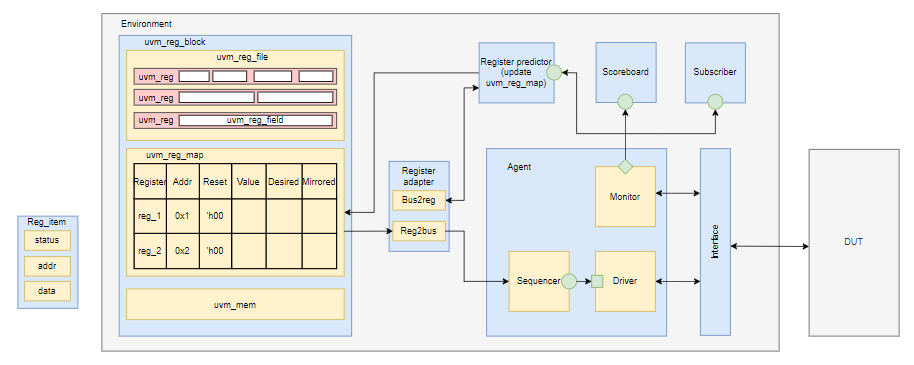 Environment
uvm_reg_block
uvm_reg_file
uvm_reg
uvm_reg
uvm_reg
uvm_reg_field
uvm_reg_map
Register Addr Reset Value Desired Mirrored
reg_1 0x1 'h00
reg_2 0x2 'h00
uvm_mem
Reg_item
status
addr
data
Register
adapter
Bus2reg
Reg2bus
Register predictor
(update
uvm_reg_map)
Scoreboard
Subscriber
Agent
Monitor
Sequencer
Driver
Interface
DUT